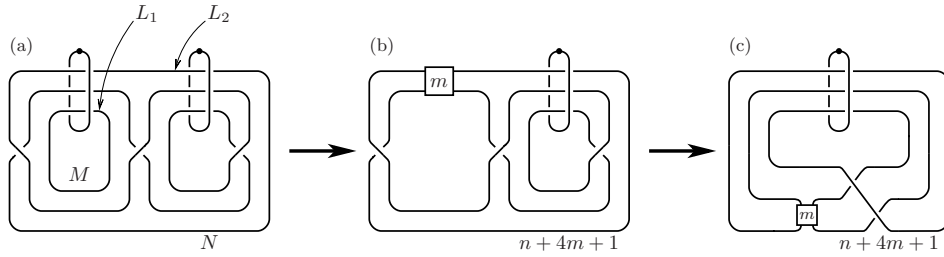 (a) L₁ L₂ (b) (c)
m
M m
N n + 4m + 1 n + 4m + 1